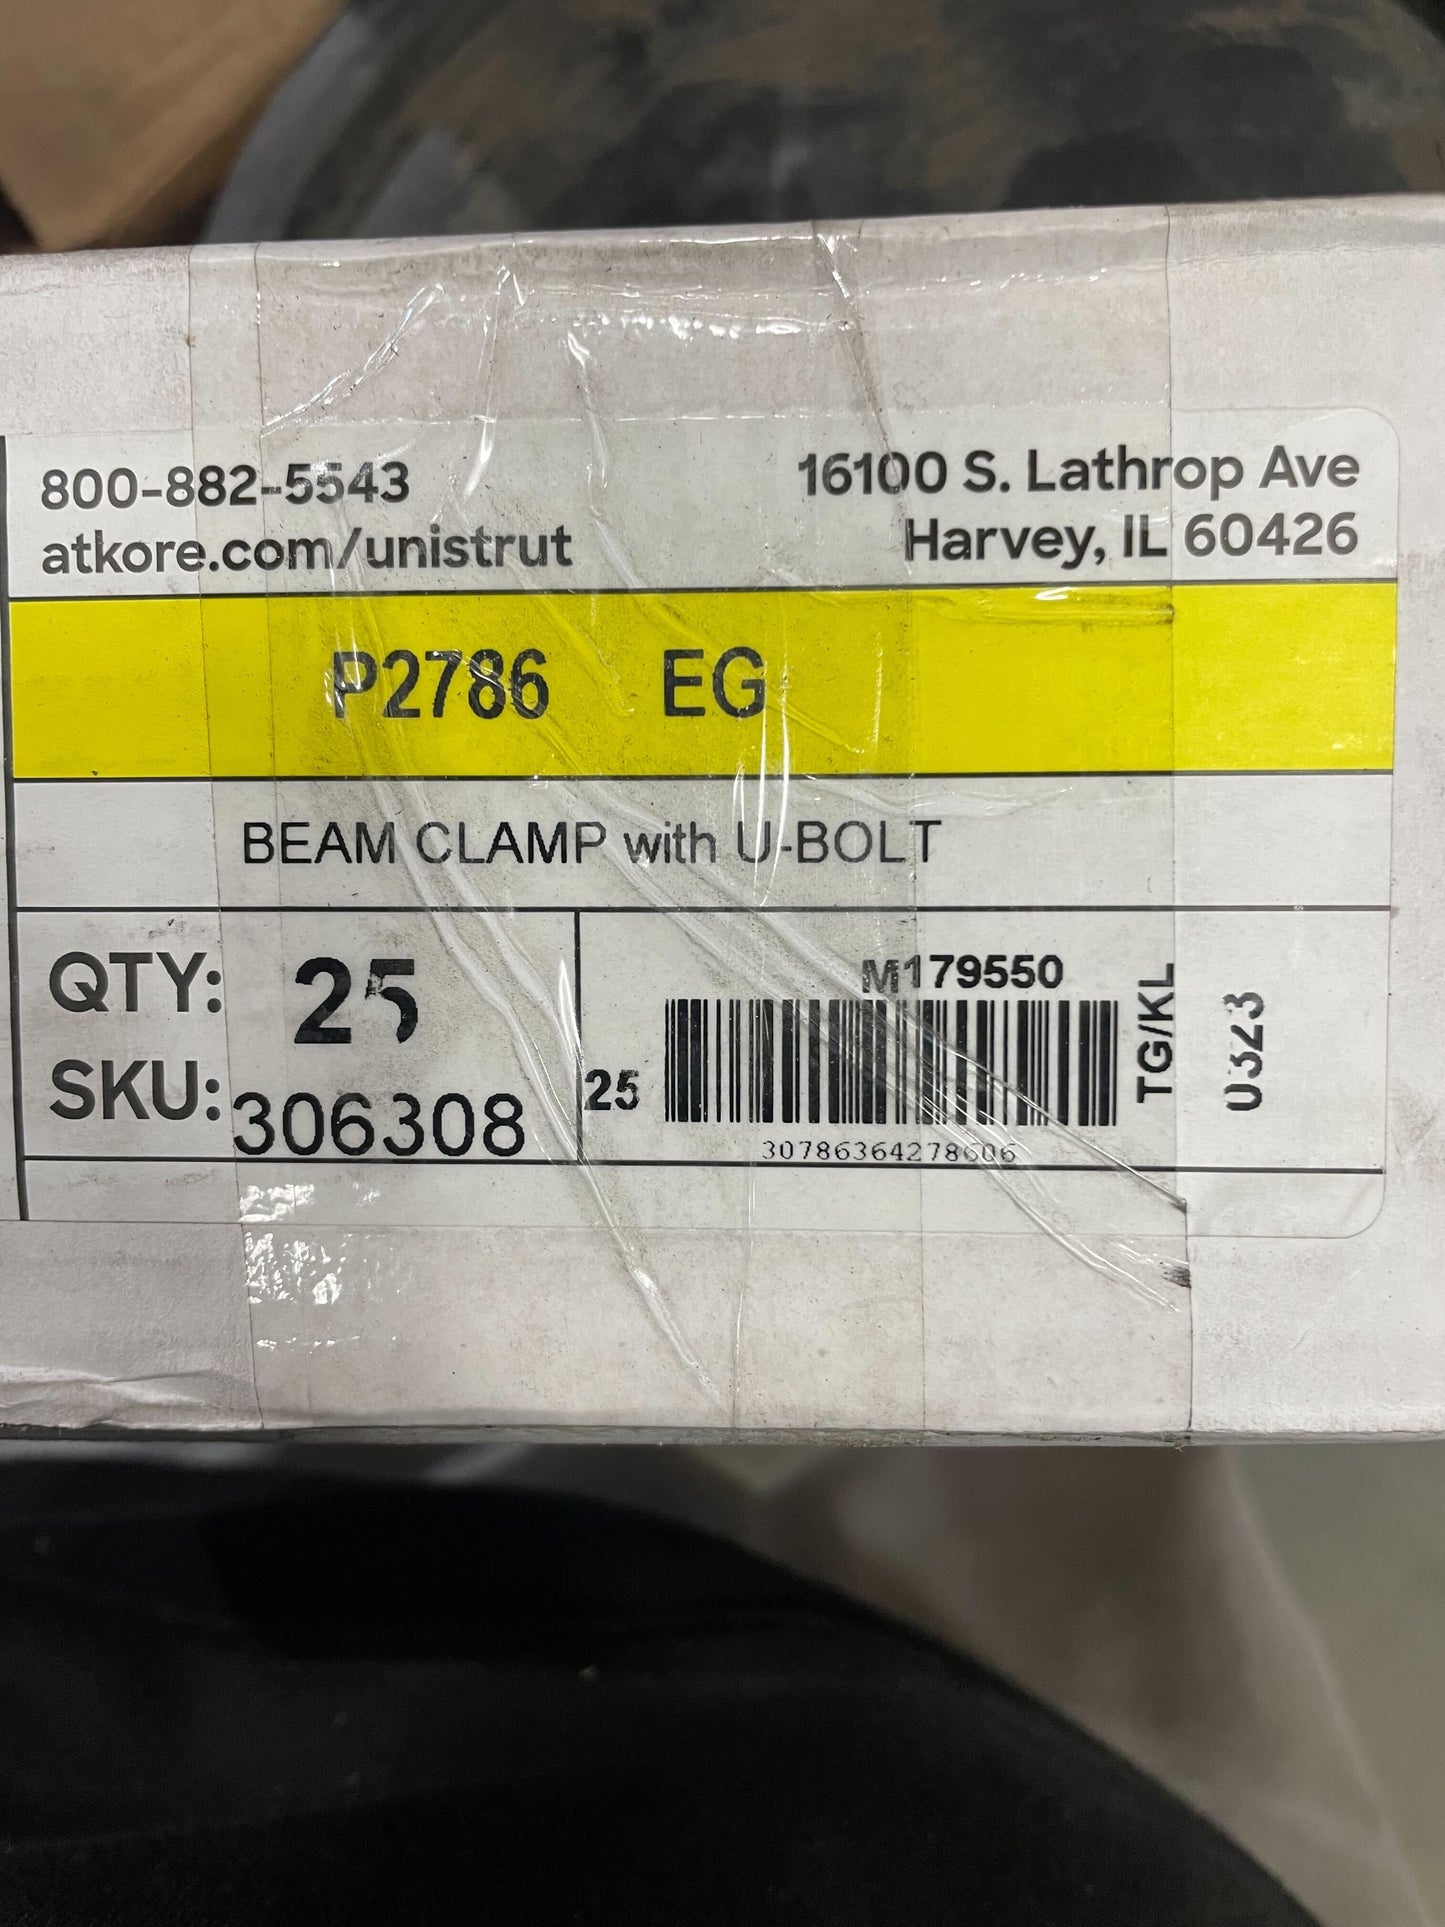 800-882-5543
atkore.com/unistrut
16100 S. Lathrop Ave
Harvey, IL 60426
P2786 EG
BEAM CLAMP with U-BOLT
QTY: 25
SKU: 306308
M179550
25
30786364278606
TG/KL
0323